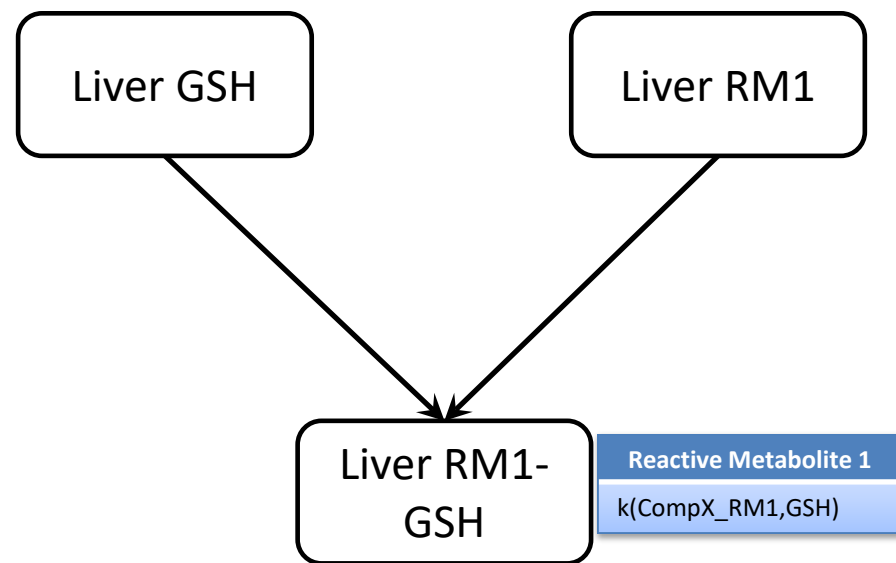 Liver GSH
Liver RM1
Liver RM1-
GSH
Reactive Metabolite 1
k(CompX_RM1,GSH)